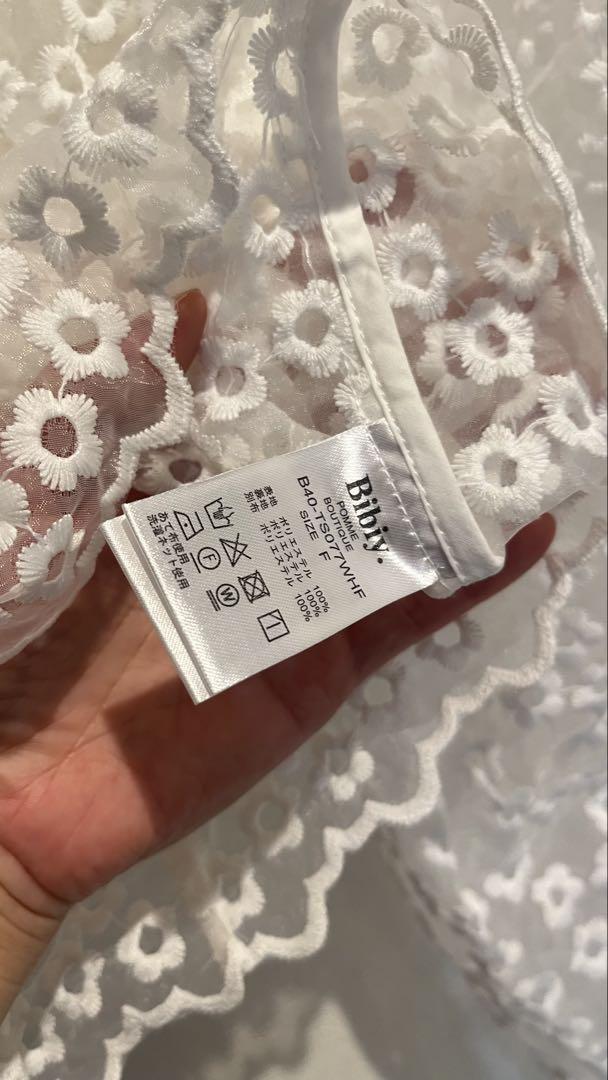 Bibiy.
POMME
BOUTIQUE
B40-TS077WHF
SIZE F
表地 ポリエステル 100%
裏地 ポリエステル 100%
別布 ポリエステル 100%
F
W
あて布使用
洗濯ネット使用